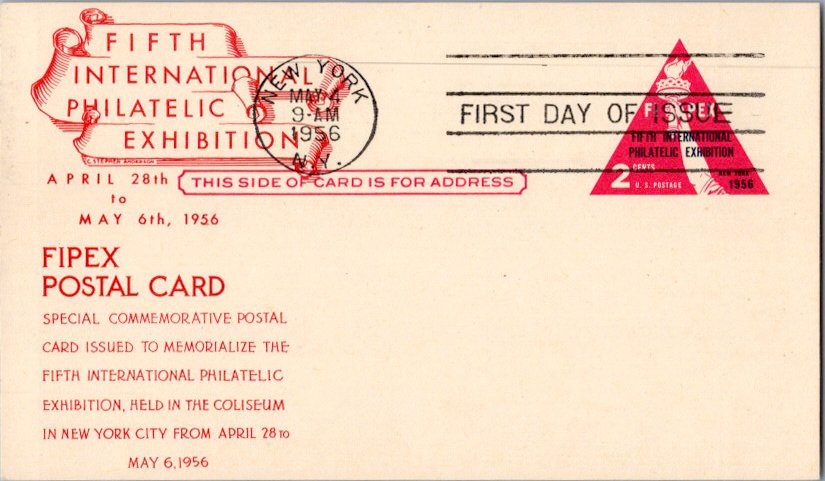 FIFTH
INTERNATIONAL
PHILATELIC
EXHIBITION
C. STEPHEN ANDERSON
APRIL 28th
to
MAY 6th, 1956
NEW YORK
MAY 4
9-AM
1956
N.Y.
FIRST DAY OF ISSUE
THIS SIDE OF CARD IS FOR ADDRESS
FIPEX
FIFTH INTERNATIONAL
PHILATELIC EXHIBITION
2 CENTS
U. S. POSTAGE
NEW YORK
1956
FIPEX
POSTAL CARD
SPECIAL COMMEMORATIVE POSTAL
CARD ISSUED TO MEMORIALIZE THE
FIFTH INTERNATIONAL PHILATELIC
EXHIBITION, HELD IN THE COLISEUM
IN NEW YORK CITY FROM APRIL 28 TO
MAY 6, 1956